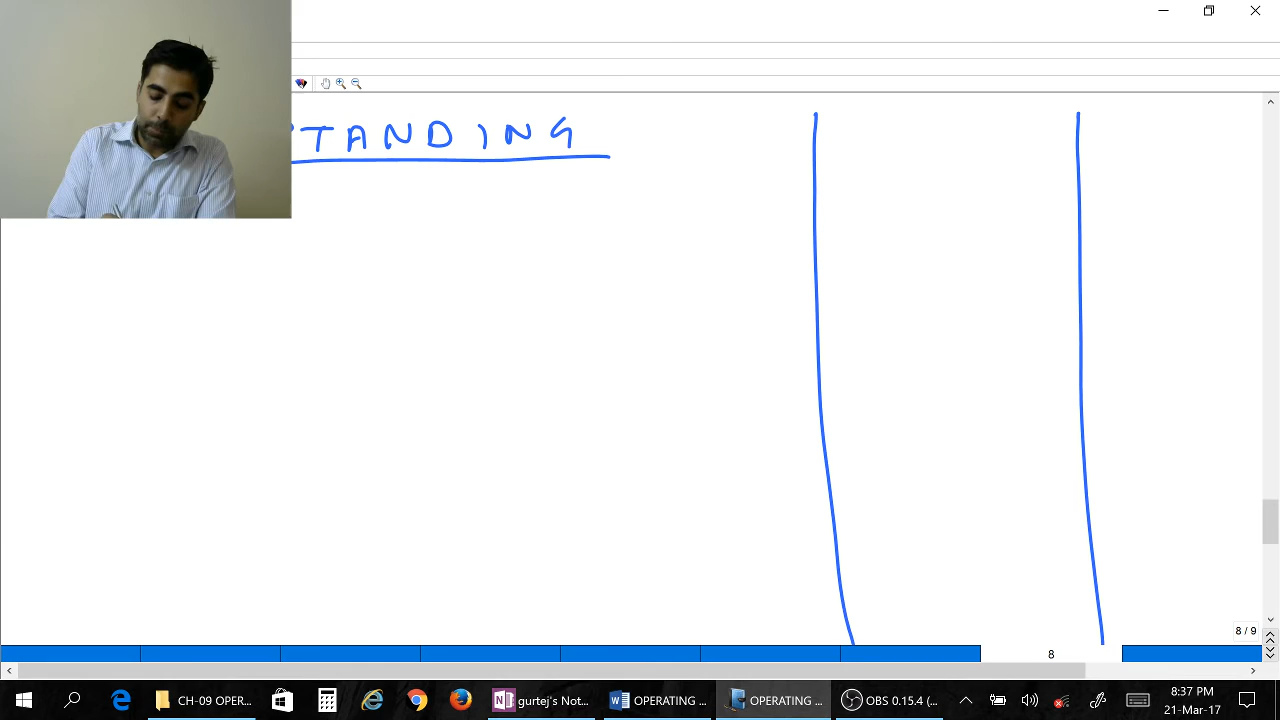 TANDING
8 / 9
8
CH-09 OPER...
gurtej's Not...
OPERATING ...
OPERATING ...
OBS 0.15.4 (...
8:37 PM
21-Mar-17